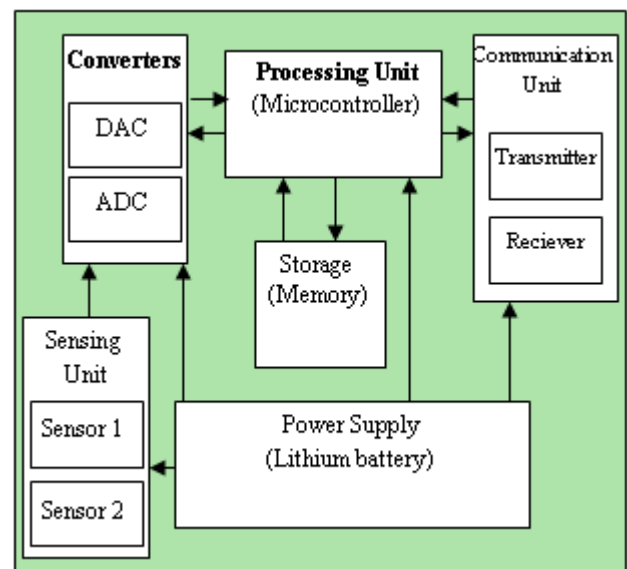 Converters
DAC
ADC
Processing Unit
(Microcontroller)
Communication
Unit
Transmitter
Reciever
Storage
(Memory)
Sensing
Unit
Sensor 1
Sensor 2
Power Supply
(Lithium battery)